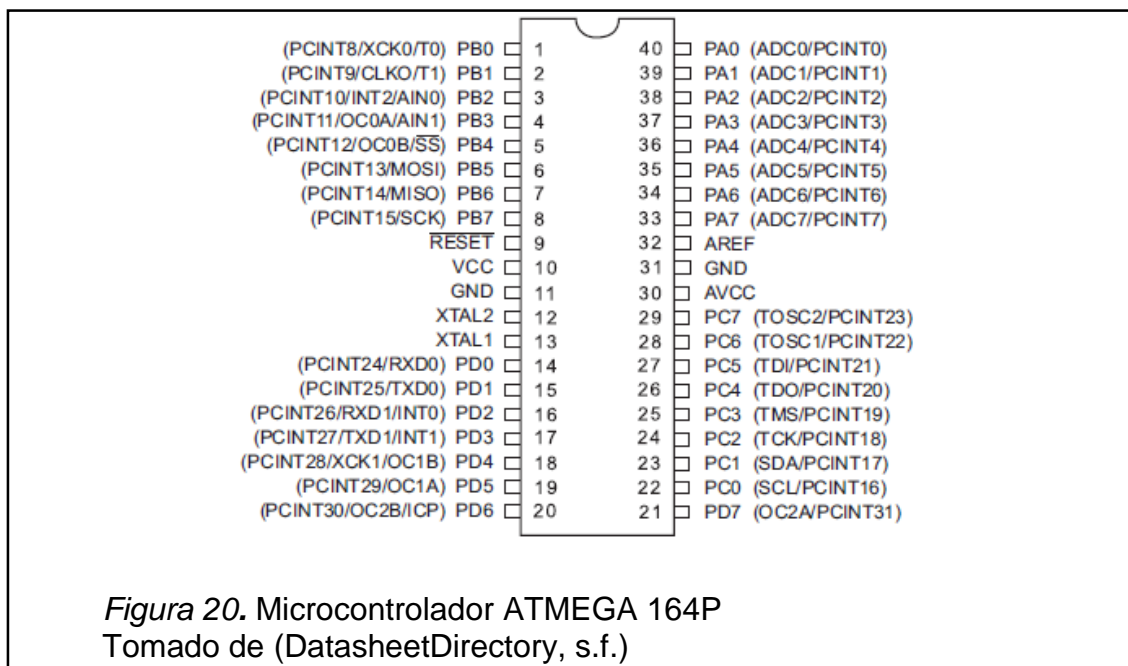 (PCINT8/XCK0/T0) PB0 1 40 PA0 (ADC0/PCINT0)
(PCINT9/CLKO/T1) PB1 2 39 PA1 (ADC1/PCINT1)
(PCINT10/INT2/AIN0) PB2 3 38 PA2 (ADC2/PCINT2)
(PCINT11/OC0A/AIN1) PB3 4 37 PA3 (ADC3/PCINT3)
(PCINT12/OC0B/SS) PB4 5 36 PA4 (ADC4/PCINT4)
(PCINT13/MOSI) PB5 6 35 PA5 (ADC5/PCINT5)
(PCINT14/MISO) PB6 7 34 PA6 (ADC6/PCINT6)
(PCINT15/SCK) PB7 8 33 PA7 (ADC7/PCINT7)
RESET 9 32 AREF
VCC 10 31 GND
GND 11 30 AVCC
XTAL2 12 29 PC7 (TOSC2/PCINT23)
XTAL1 13 28 PC6 (TOSC1/PCINT22)
(PCINT24/RXD0) PD0 14 27 PC5 (TDI/PCINT21)
(PCINT25/TXD0) PD1 15 26 PC4 (TDO/PCINT20)
(PCINT26/RXD1/INT0) PD2 16 25 PC3 (TMS/PCINT19)
(PCINT27/TXD1/INT1) PD3 17 24 PC2 (TCK/PCINT18)
(PCINT28/XCK1/OC1B) PD4 18 23 PC1 (SDA/PCINT17)
(PCINT29/OC1A) PD5 19 22 PC0 (SCL/PCINT16)
(PCINT30/OC2B/ICP) PD6 20 21 PD7 (OC2A/PCINT31)
Figura 20. Microcontrolador ATMEGA 164P
Tomado de (DatasheetDirectory, s.f.)